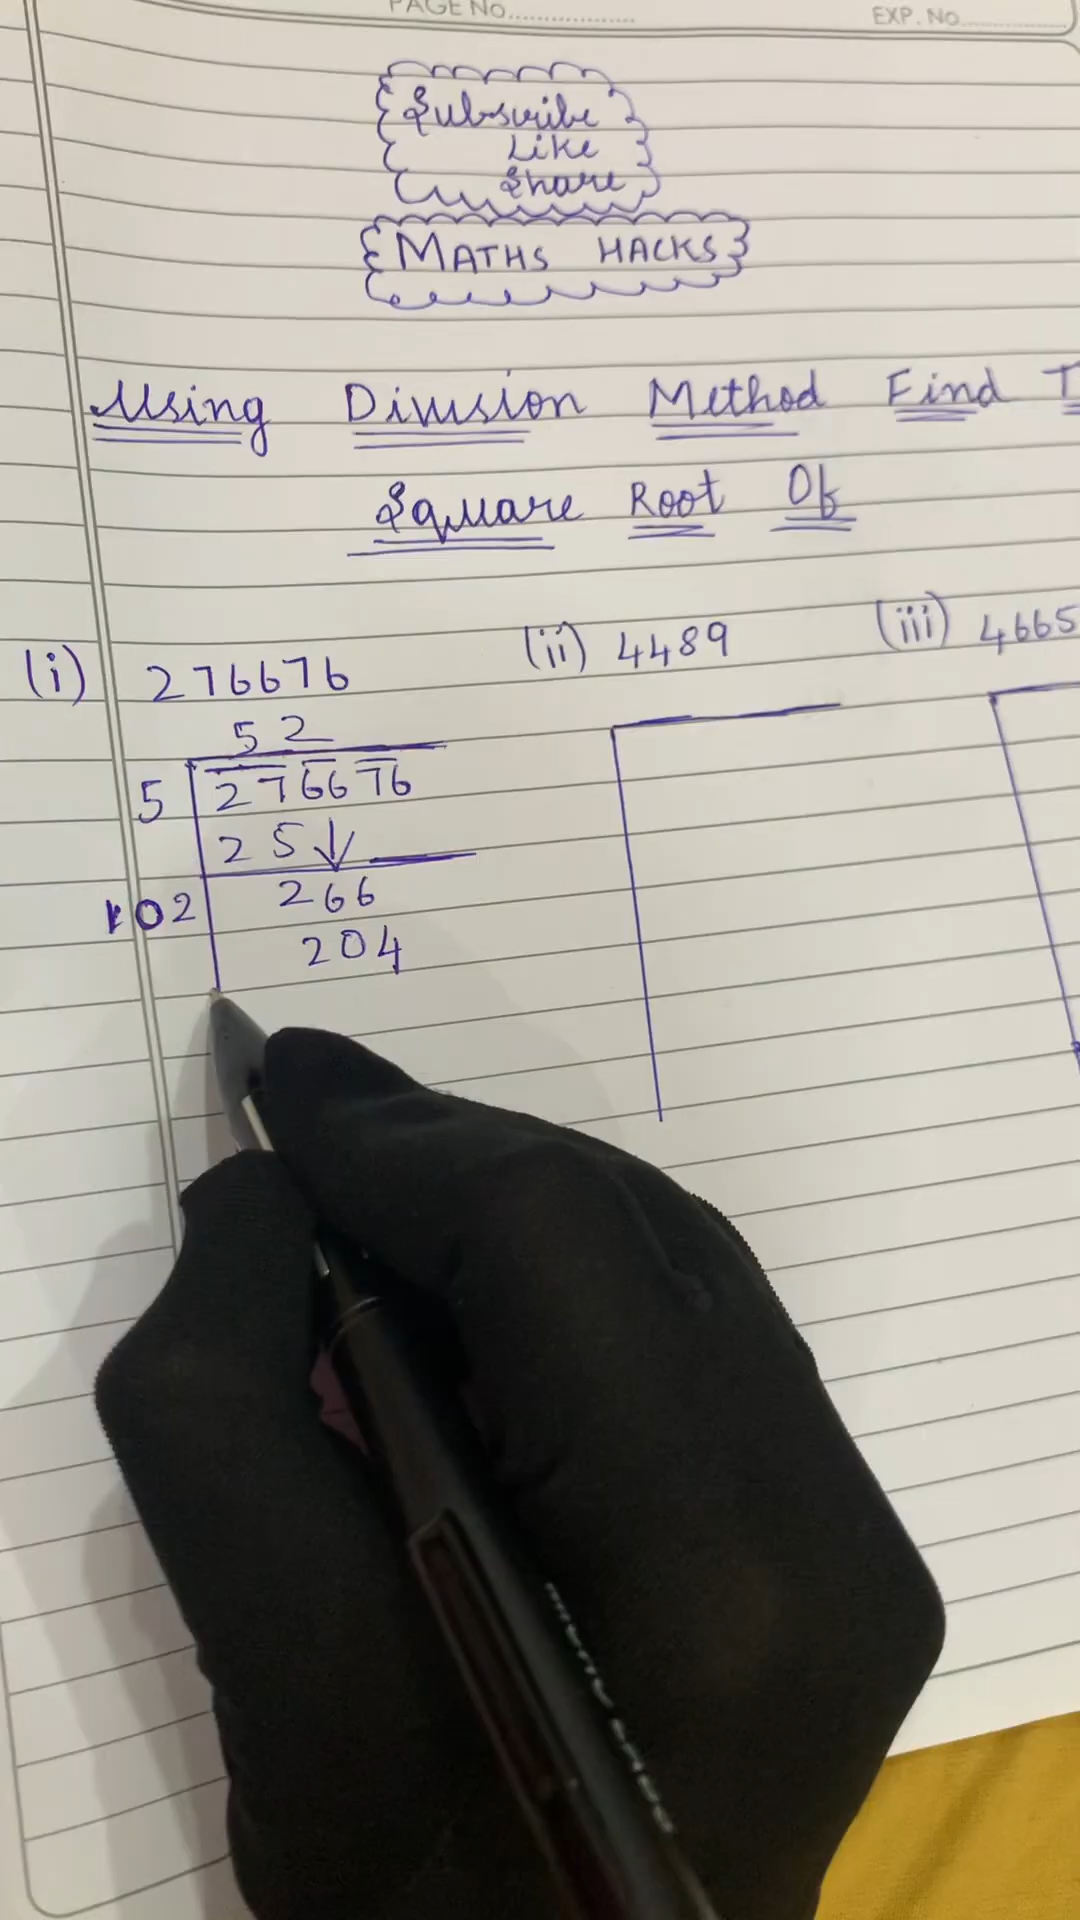 PAGE No.
EXP. No.
Subscribe
Like
Share
MATHS HACKS
Using Division Method Find T
Square Root Of
(i) 276676 (ii) 4489 (iii) 4665
52
5 276676
25
102 266
204